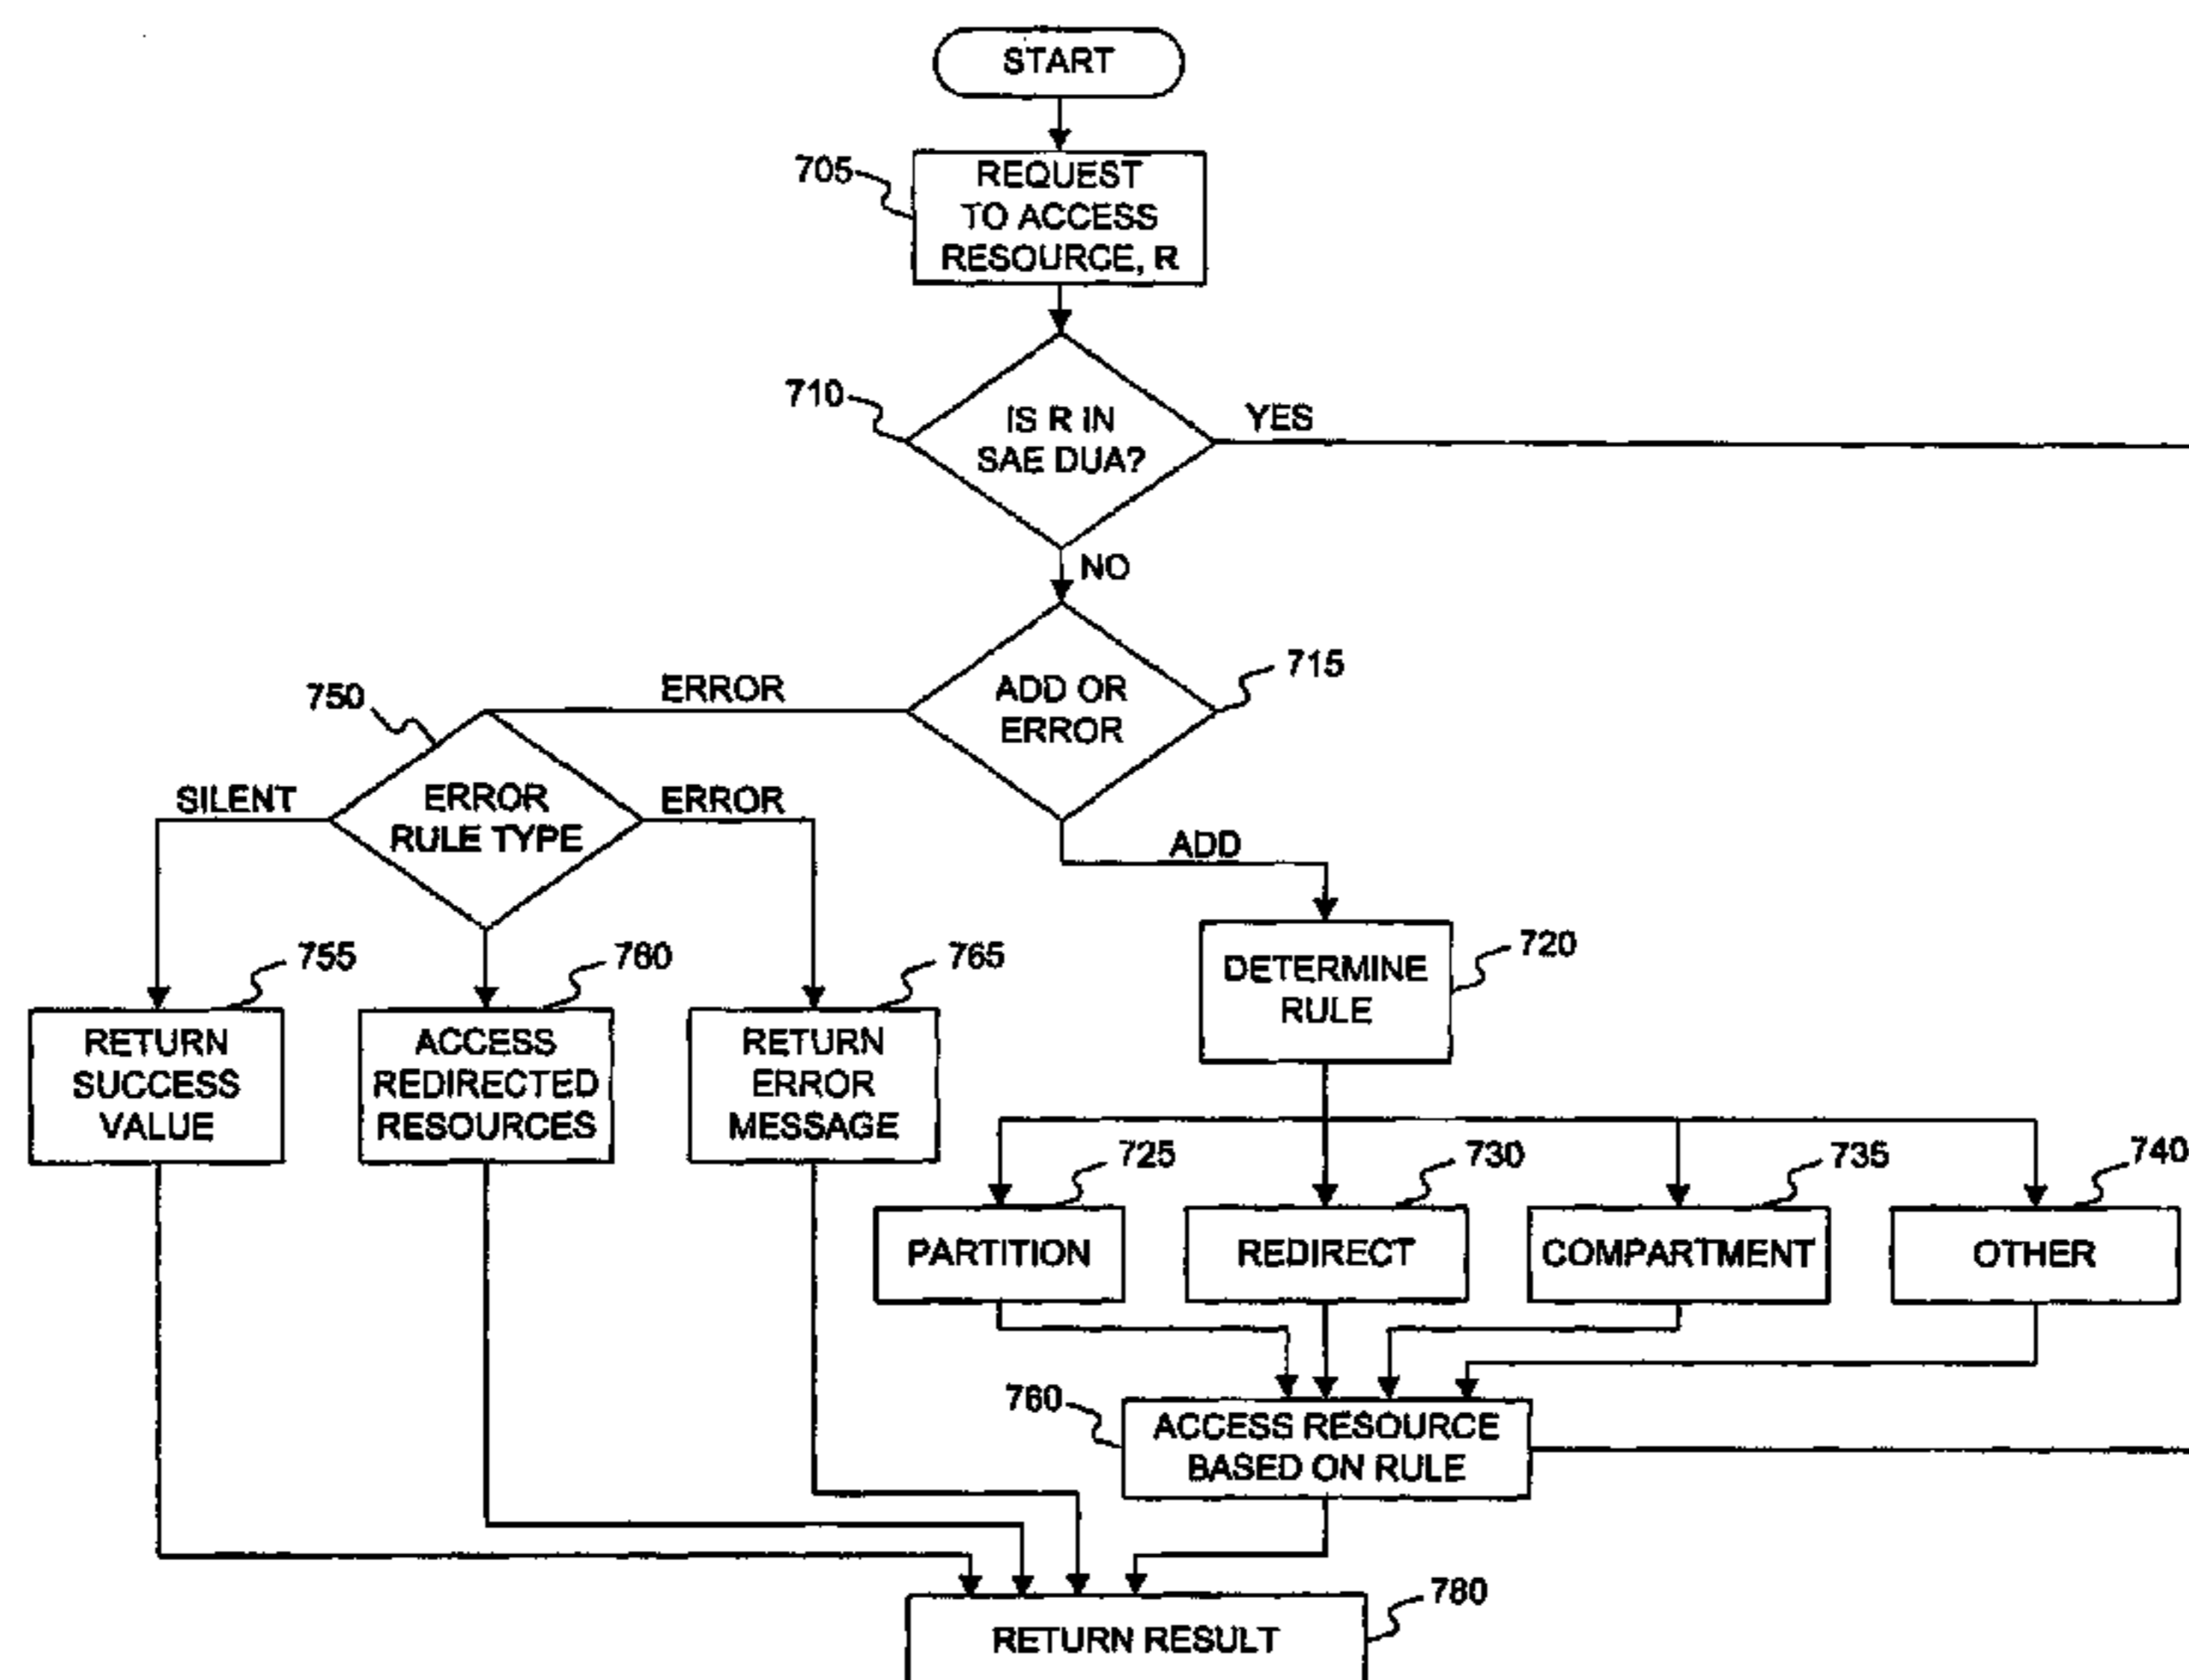 START
705
REQUEST
TO ACCESS
RESOURCE, R
710
IS R IN
SAE DUA?
YES
NO
715
ADD OR
ERROR
ERROR
750
ERROR
RULE TYPE
SILENT
ERROR
ADD
755
RETURN
SUCCESS
VALUE
760
ACCESS
REDIRECTED
RESOURCES
765
RETURN
ERROR
MESSAGE
720
DETERMINE
RULE
725
PARTITION
730
REDIRECT
735
COMPARTMENT
740
OTHER
760
ACCESS RESOURCE
BASED ON RULE
780
RETURN RESULT